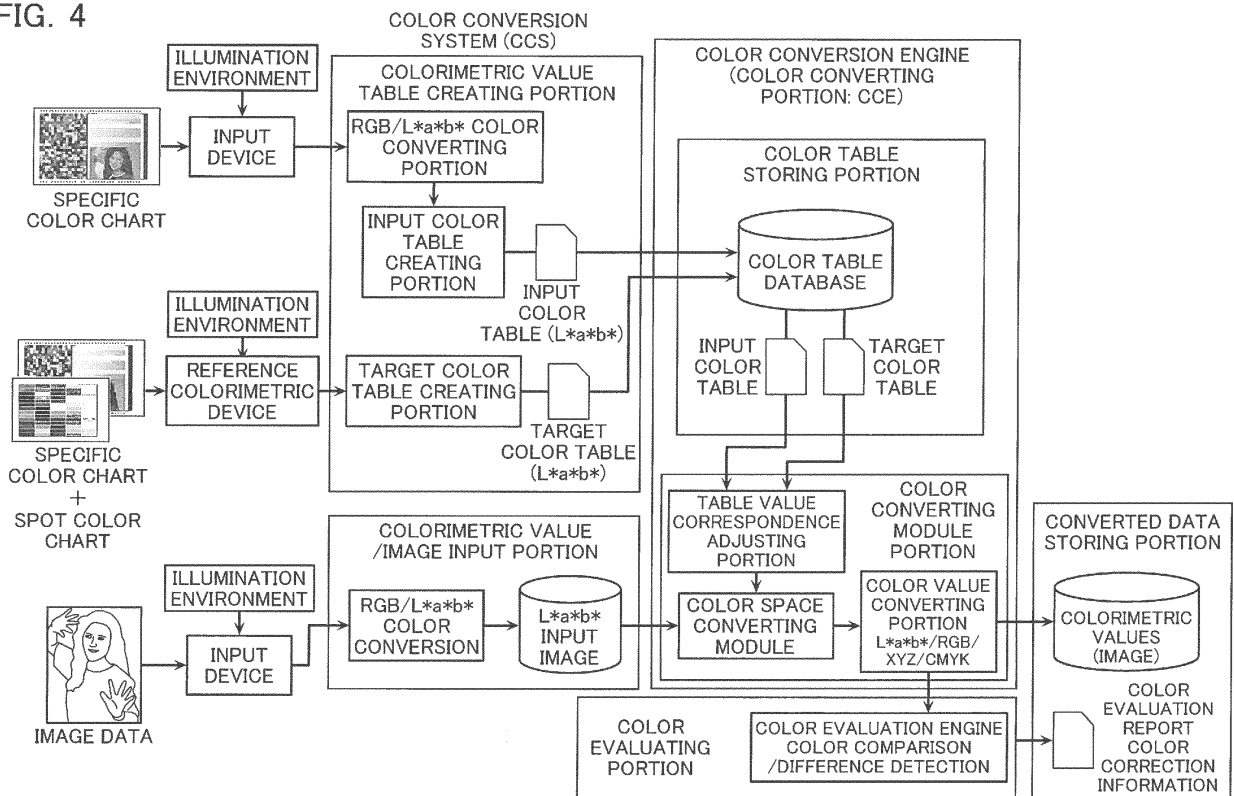 FIG. 4
COLOR CONVERSION
SYSTEM (CCS)
ILLUMINATION
ENVIRONMENT
INPUT
DEVICE
SPECIFIC
COLOR CHART
COLORIMETRIC VALUE
TABLE CREATING PORTION
RGB/L*a*b* COLOR
CONVERTING
PORTION
INPUT COLOR
TABLE
CREATING
PORTION
INPUT
COLOR
TABLE (L*a*b*)
ILLUMINATION
ENVIRONMENT
REFERENCE
COLORIMETRIC
DEVICE
SPECIFIC
COLOR CHART
+
SPOT COLOR
CHART
TARGET COLOR
TABLE CREATING
PORTION
TARGET
COLOR TABLE
(L*a*b*)
COLOR CONVERSION ENGINE
(COLOR CONVERTING
PORTION: CCE)
COLOR TABLE
STORING PORTION
COLOR TABLE
DATABASE
INPUT
COLOR
TABLE
TARGET
COLOR
TABLE
COLOR
CONVERTING
MODULE
PORTION
TABLE VALUE
CORRESPONDENCE
ADJUSTING
PORTION
COLOR SPACE
CONVERTING
MODULE
COLOR VALUE
CONVERTING
PORTION
L*a*b*/RGB/
XYZ/CMYK
COLORIMETRIC VALUE
/IMAGE INPUT PORTION
ILLUMINATION
ENVIRONMENT
INPUT
DEVICE
IMAGE DATA
RGB/L*a*b*
COLOR
CONVERSION
L*a*b*
INPUT
IMAGE
CONVERTED DATA
STORING PORTION
COLORIMETRIC
VALUES
(IMAGE)
COLOR
EVALUATION
REPORT
COLOR
CORRECTION
INFORMATION
COLOR
EVALUATING
PORTION
COLOR EVALUATION ENGINE
COLOR COMPARISON
/DIFFERENCE DETECTION